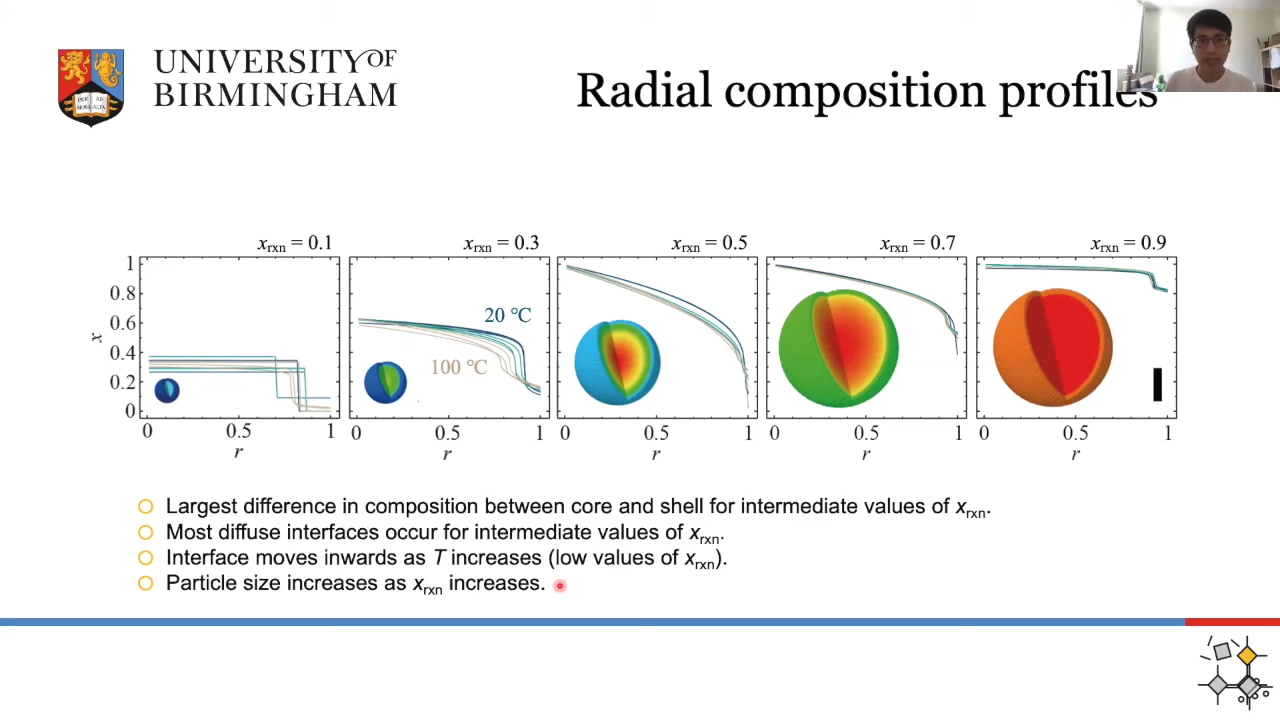 UNIVERSITY OF
BIRMINGHAM
Radial composition profiles
xrxn = 0.1
xrxn = 0.3
xrxn = 0.5
xrxn = 0.7
xrxn = 0.9
1
0.8
0.6
0.4
0.2
0
x
20 °C
100 °C
0 0.5 1
0 0.5 1
0 0.5 1
0 0.5 1
0 0.5 1
r
r
r
r
r
Largest difference in composition between core and shell for intermediate values of xrxn.
Most diffuse interfaces occur for intermediate values of xrxn.
Interface moves inwards as T increases (low values of xrxn).
Particle size increases as xrxn increases.